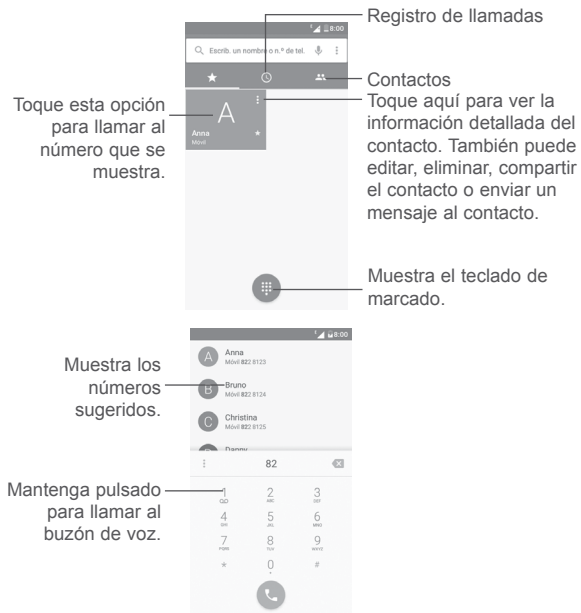 Registro de llamadas
8:00
Escrib. un nombre o n.º de tel.
Contactos
Toque esta opción
para llamar al
número que se
muestra.
A
Anna
Móvil
Toque aquí para ver la
información detallada del
contacto. También puede
editar, eliminar, compartir
el contacto o enviar un
mensaje al contacto.
Muestra el teclado de
marcado.
8:00
Muestra los
números
sugeridos.
A Anna
Móvil 822 8123
B Bruno
Móvil 822 8124
C Christina
Móvil 822 8125
D Danny
82
Mantenga pulsado
para llamar al
buzón de voz.
1 2 3
ABC DEF
4 5 6
GHI JKL MNO
7 8 9
PQRS TUV WXYZ
* 0 #
+